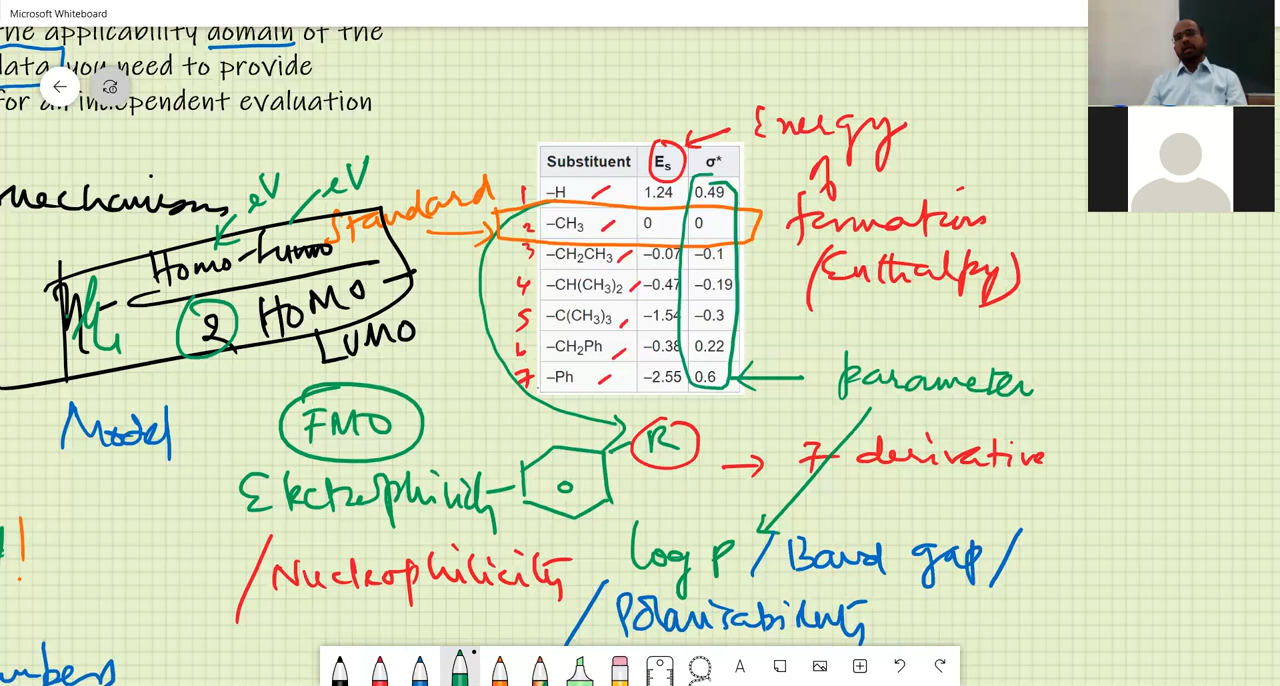 Microsoft Whiteboard
the applicability domain of the
data, you need to provide
for an independent evaluation
mechanisms
eV
eV
Homo-Lumo
2 HOMO
LUMO
Model
Standard
Substituent Es σ*
1 –H 1.24 0.49
2 –CH3 0 0
3 –CH2CH3 –0.07 –0.1
4 –CH(CH3)2 –0.47 –0.19
5 –C(CH3)3 –1.54 –0.3
6 –CH2Ph –0.38 0.22
7 –Ph –2.55 0.6
Energy
of
formation
(Enthalpy)
parameter
FMO
R
7 derivative
Electrophilicity
/Nucleophilicity
log P / Band gap /
/ Polarizability
!
umbers
A